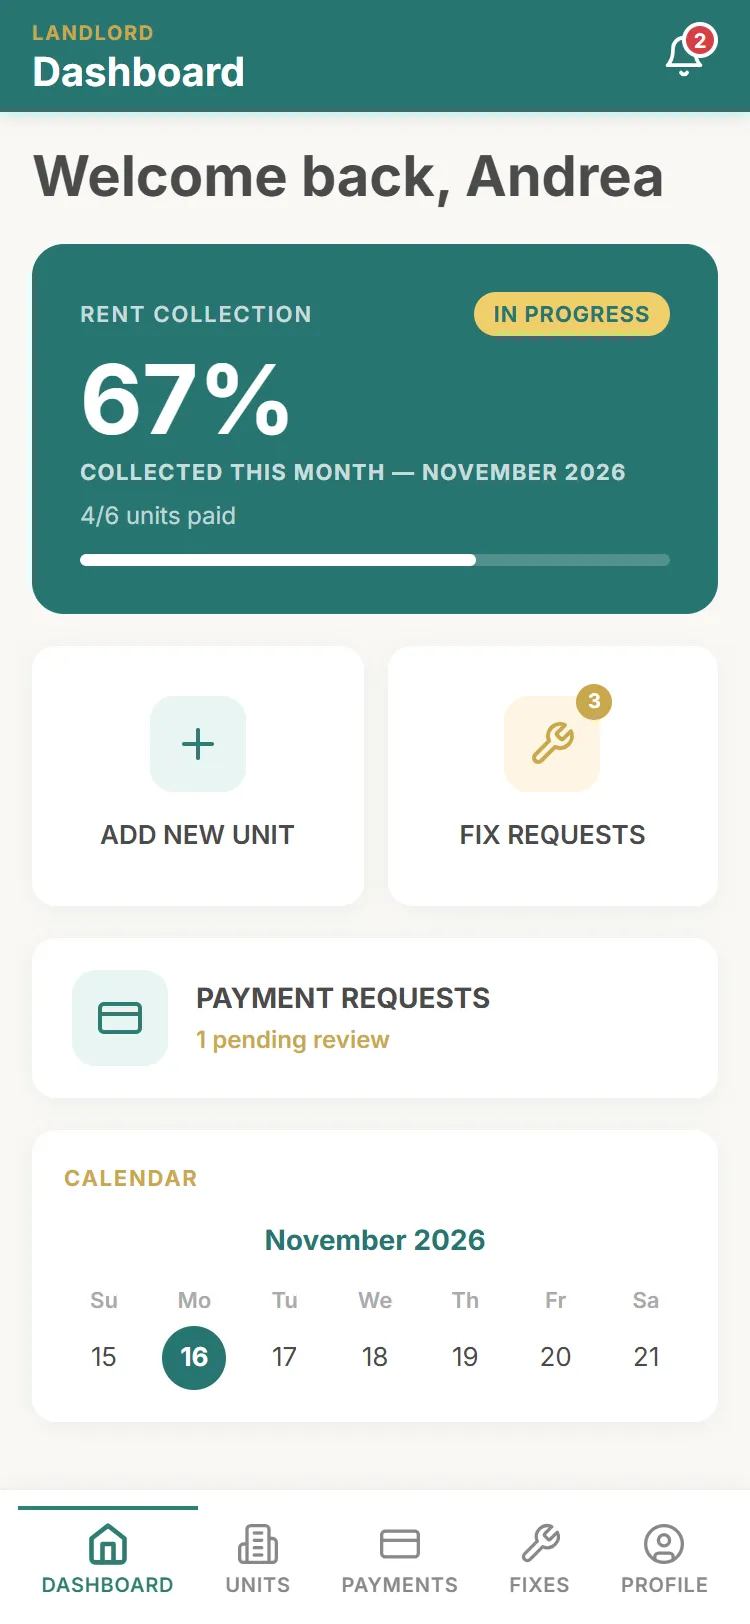 LANDLORD
Dashboard
2
Welcome back, Andrea
RENT COLLECTION
IN PROGRESS
67%
COLLECTED THIS MONTH — NOVEMBER 2026
4/6 units paid
3
ADD NEW UNIT
FIX REQUESTS
PAYMENT REQUESTS
1 pending review
CALENDAR
November 2026
Su Mo Tu We Th Fr Sa
15 16 17 18 19 20 21
DASHBOARD UNITS PAYMENTS FIXES PROFILE